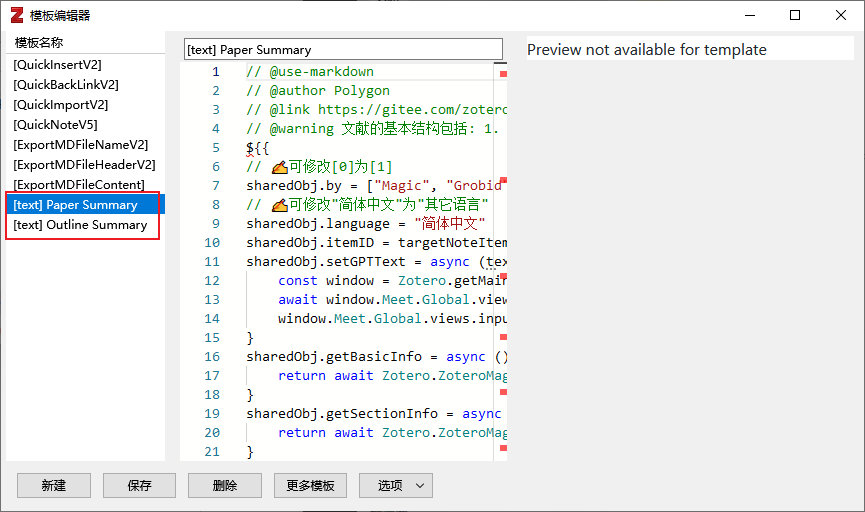 模板编辑器
模板名称
[QuickInsertV2]
[QuickBackLinkV2]
[QuickImportV2]
[QuickNoteV5]
[ExportMDFileNameV2]
[ExportMDFileHeaderV2]
[ExportMDFileContent]
[text] Paper Summary
[text] Outline Summary
[text] Paper Summary
1 // @use-markdown
2 // @author Polygon
3 // @link https://gitee.com/zotero
4 // @warning 文献的基本结构包括: 1.
5 ${{
6 // ✍可修改[0]为[1]
7 sharedObj.by = ["Magic", "Grobid
8 // ✍可修改"简体中文"为"其它语言"
9 sharedObj.language = "简体中文"
10 sharedObj.itemID = targetNoteItem
11 sharedObj.setGPTText = async (tex
12 const window = Zotero.getMain
13 await window.Meet.Global.view
14 window.Meet.Global.views.inpu
15 }
16 sharedObj.getBasicInfo = async ()
17 return await Zotero.ZoteroMag
18 }
19 sharedObj.getSectionInfo = async
20 return await Zotero.ZoteroMag
21 }
Preview not available for template
新建
保存
删除
更多模板
选项